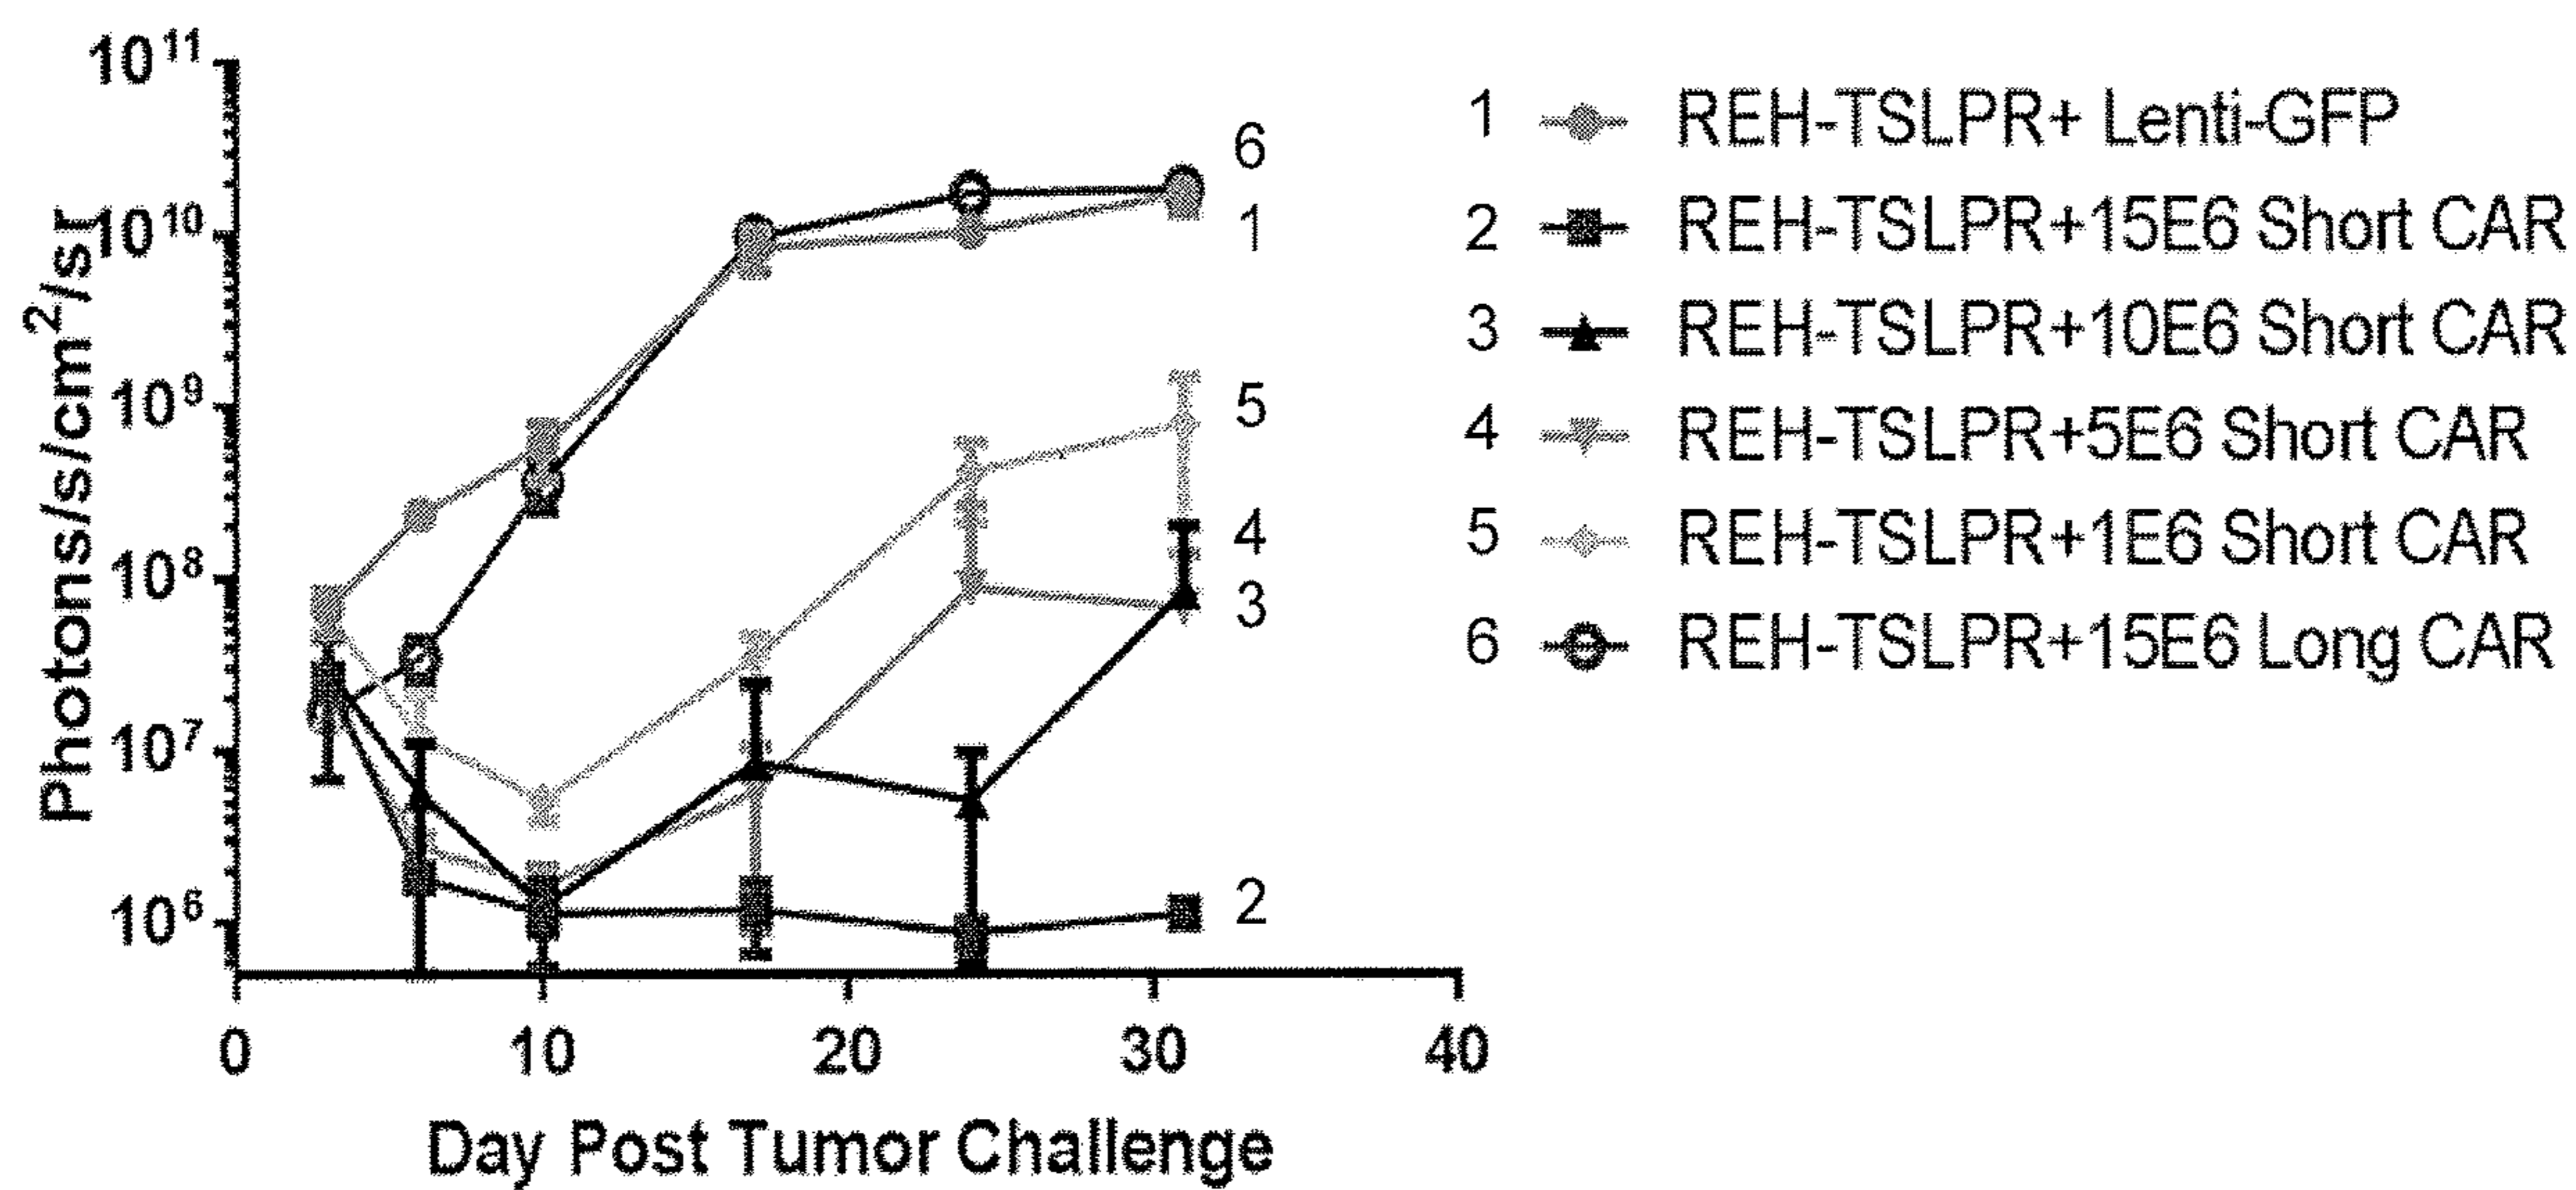 10¹¹
10¹⁰
10⁹
10⁸
10⁷
10⁶
Photons/s/cm²/sr
0 10 20 30 40
Day Post Tumor Challenge
6
1
5
4
3
2
1 REH-TSLPR+ Lenti-GFP
2 REH-TSLPR+15E6 Short CAR
3 REH-TSLPR+10E6 Short CAR
4 REH-TSLPR+5E6 Short CAR
5 REH-TSLPR+1E6 Short CAR
6 REH-TSLPR+15E6 Long CAR